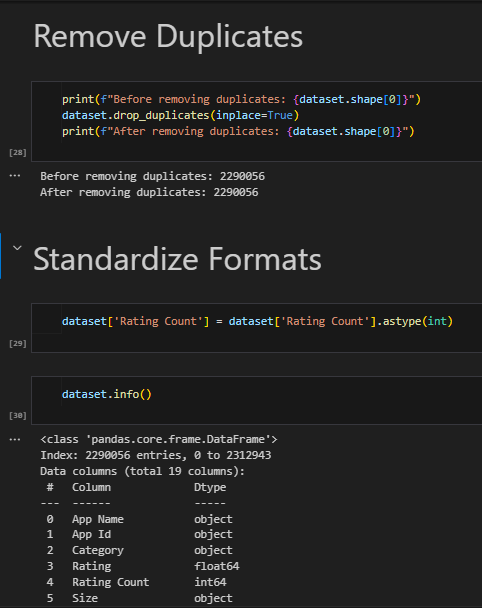 Remove Duplicates
print(f"Before removing duplicates: {dataset.shape[0]}")
dataset.drop_duplicates(inplace=True)
print(f"After removing duplicates: {dataset.shape[0]}")
[28]
...
Before removing duplicates: 2290056
After removing duplicates: 2290056
Standardize Formats
dataset['Rating Count'] = dataset['Rating Count'].astype(int)
[29]
dataset.info()
[30]
...
<class 'pandas.core.frame.DataFrame'>
Index: 2290056 entries, 0 to 2312943
Data columns (total 19 columns):
 #   Column            Dtype
---  ------            -----
 0   App Name          object
 1   App Id            object
 2   Category          object
 3   Rating            float64
 4   Rating Count      int64
 5   Size              object